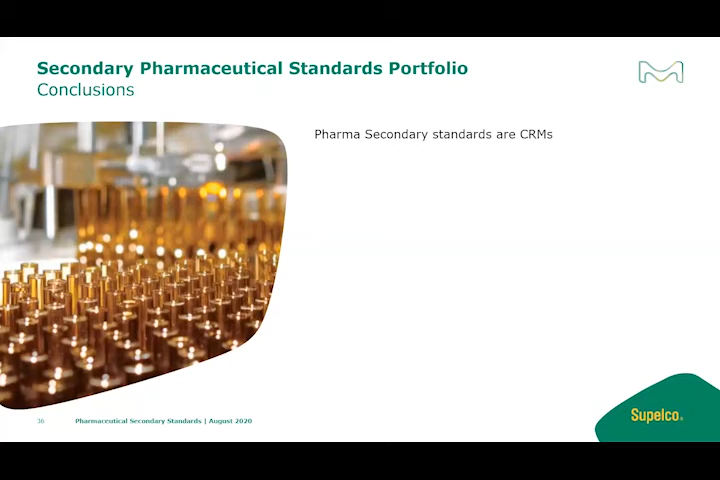 Secondary Pharmaceutical Standards Portfolio
Conclusions
Pharma Secondary standards are CRMs
36 Pharmaceutical Secondary Standards | August 2020
Supelco.